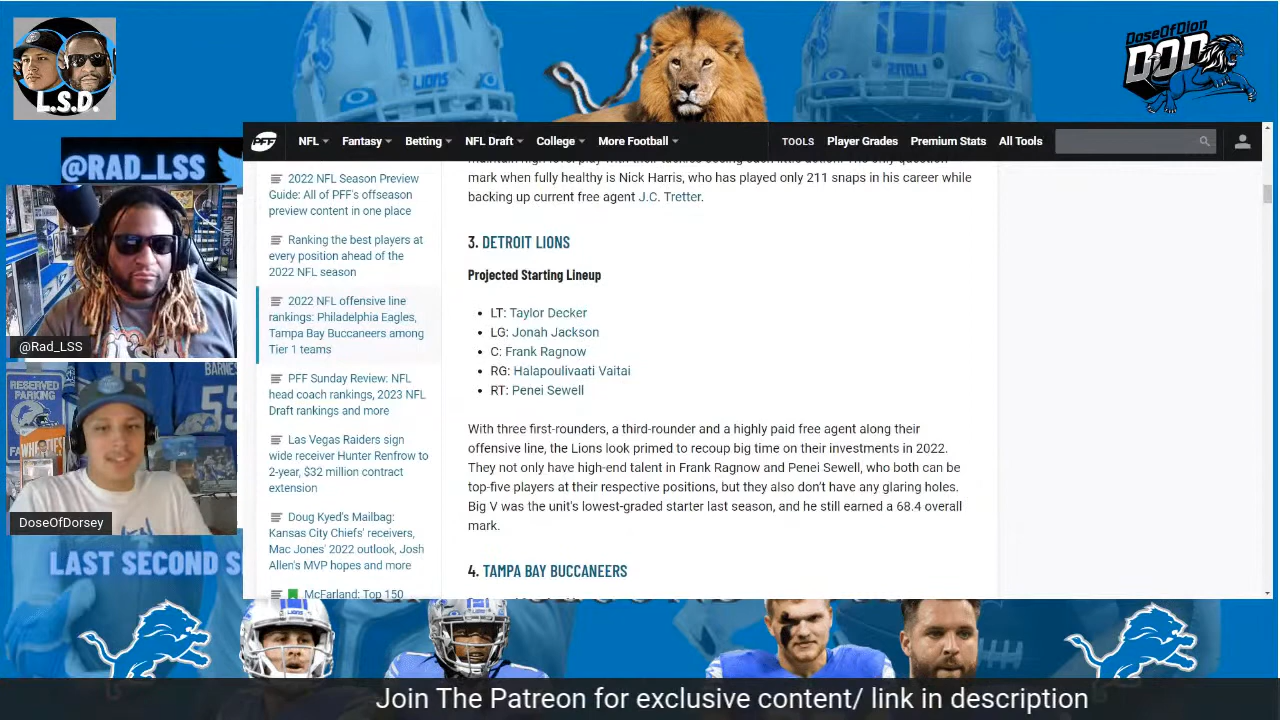 L.S.D.
DoseOfDion
DOD
LIONS
@RAD_LSS
@Rad_LSS
RESERVED
PARKING
BARNES
55
DoseOfDorsey
LAST SECOND S
PFF
NFL
Fantasy
Betting
NFL Draft
College
More Football
TOOLS
Player Grades
Premium Stats
All Tools
2022 NFL Season Preview
Guide: All of PFF's offseason
preview content in one place
Ranking the best players at
every position ahead of the
2022 NFL season
2022 NFL offensive line
rankings: Philadelphia Eagles,
Tampa Bay Buccaneers among
Tier 1 teams
PFF Sunday Review: NFL
head coach rankings, 2023 NFL
Draft rankings and more
Las Vegas Raiders sign
wide receiver Hunter Renfrow to
2-year, $32 million contract
extension
Doug Kyed's Mailbag:
Kansas City Chiefs' receivers,
Mac Jones' 2022 outlook, Josh
Allen's MVP hopes and more
McFarland: Top 150
mark when fully healthy is Nick Harris, who has played only 211 snaps in his career while
backing up current free agent J.C. Tretter.
3. DETROIT LIONS
Projected Starting Lineup
• LT: Taylor Decker
• LG: Jonah Jackson
• C: Frank Ragnow
• RG: Halapoulivaati Vaitai
• RT: Penei Sewell
With three first-rounders, a third-rounder and a highly paid free agent along their
offensive line, the Lions look primed to recoup big time on their investments in 2022.
They not only have high-end talent in Frank Ragnow and Penei Sewell, who both can be
top-five players at their respective positions, but they also don't have any glaring holes.
Big V was the unit's lowest-graded starter last season, and he still earned a 68.4 overall
mark.
4. TAMPA BAY BUCCANEERS
Join The Patreon for exclusive content/ link in description